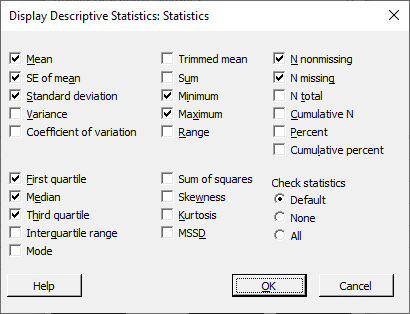 Display Descriptive Statistics: Statistics
Mean
SE of mean
Standard deviation
Variance
Coefficient of variation
Trimmed mean
Sum
Minimum
Maximum
Range
N nonmissing
N missing
N total
Cumulative N
Percent
Cumulative percent
First quartile
Median
Third quartile
Interquartile range
Mode
Sum of squares
Skewness
Kurtosis
MSSD
Check statistics
Default
None
All
Help
OK
Cancel